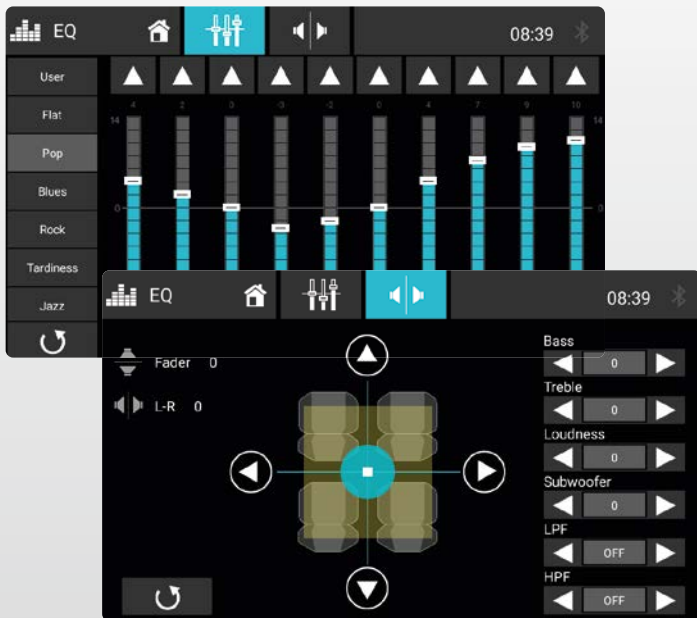 EQ
08:39
User
Flat
Pop
Blues
Rock
Tardiness
Jazz
4 2 0 -3 -2 0 4 7 9 10
14 14
0 0
EQ
08:39
Fader 0
L-R 0
Bass
0
Treble
0
Loudness
0
Subwoofer
0
LPF
OFF
HPF
OFF